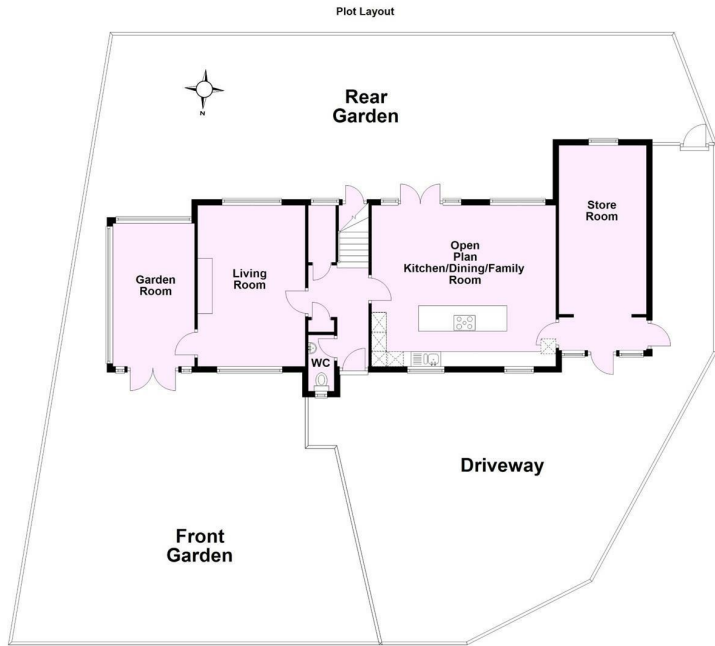 Plot Layout
Rear
Garden
N
Store
Room
Open
Plan
Kitchen/Dining/Family
Room
Garden
Room
Living
Room
WC
Driveway
Front
Garden